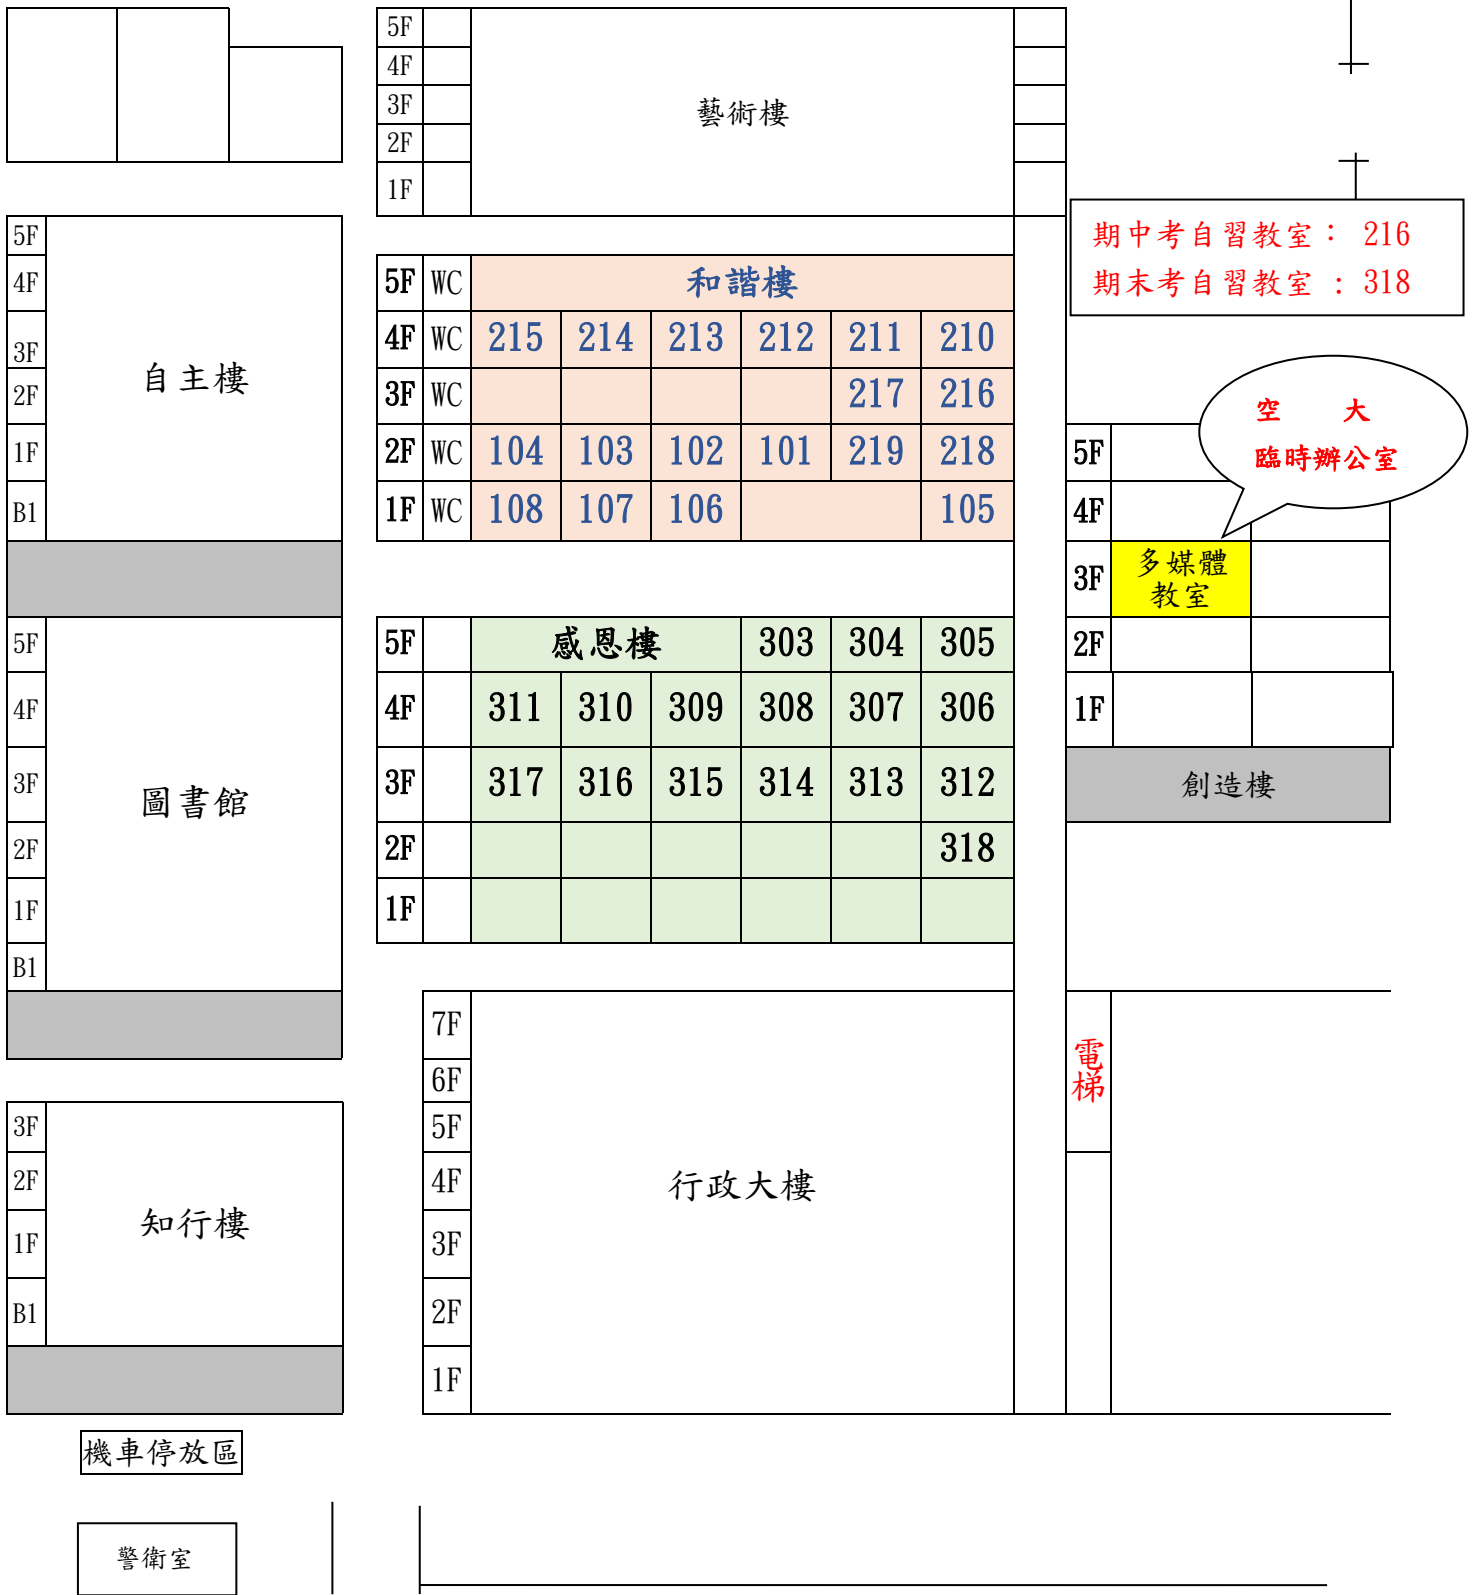 5F
4F
3F
藝術樓
2F
1F
期中考自習教室： 216
期末考自習教室 : 318
5F
4F
3F
2F
1F
B1
自主樓
5F WC 和諧樓
4F WC 215 214 213 212 211 210
3F WC 217 216
2F WC 104 103 102 101 219 218
1F WC 108 107 106 105
空 大
臨時辦公室
5F
4F
3F 多媒體
教室
2F
1F
創造樓
5F
4F
3F
2F
1F
B1
圖書館
5F 感恩樓 303 304 305
4F 311 310 309 308 307 306
3F 317 316 315 314 313 312
2F 318
1F
7F
6F
5F
4F
3F
2F
1F
行政大樓
電梯
3F
2F
1F
B1
知行樓
機車停放區
警衛室